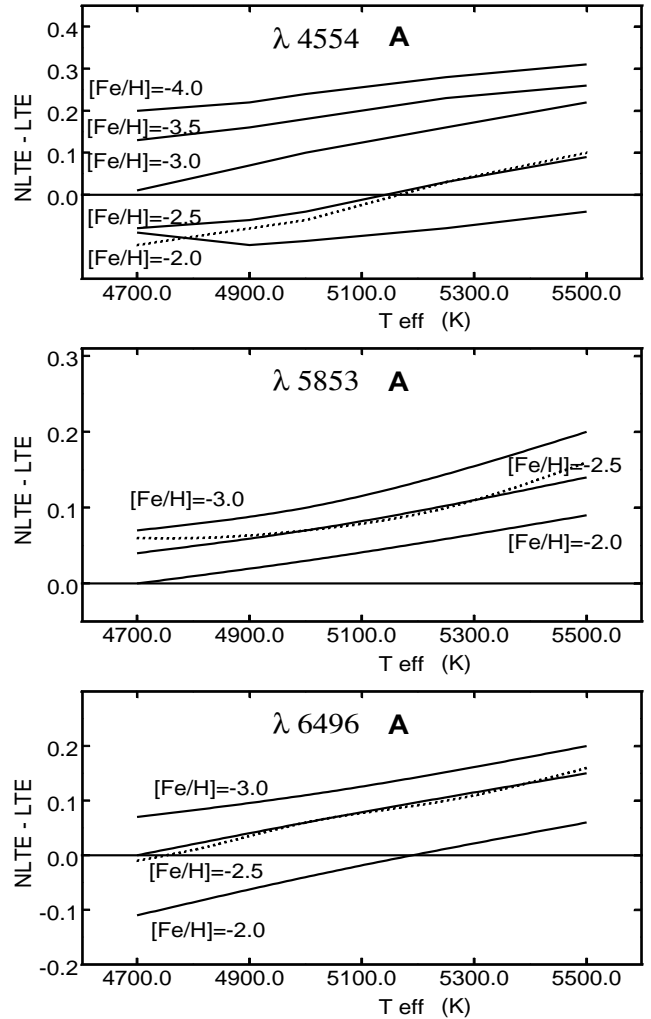 λ 4554 A
0.4
0.3
0.2
0.1
0.0
NLTE - LTE
[Fe/H]=-4.0
[Fe/H]=-3.5
[Fe/H]=-3.0
[Fe/H]=-2.5
[Fe/H]=-2.0
4700.0 4900.0 5100.0 5300.0 5500.0
T eff (K)
λ 5853 A
0.3
0.2
0.1
0.0
NLTE - LTE
[Fe/H]=-3.0
[Fe/H]=-2.5
[Fe/H]=-2.0
4700.0 4900.0 5100.0 5300.0 5500.0
T eff (K)
λ 6496 A
0.2
0.1
0.0
-0.1
-0.2
NLTE - LTE
[Fe/H]=-3.0
[Fe/H]=-2.5
[Fe/H]=-2.0
4700.0 4900.0 5100.0 5300.0 5500.0
T eff (K)